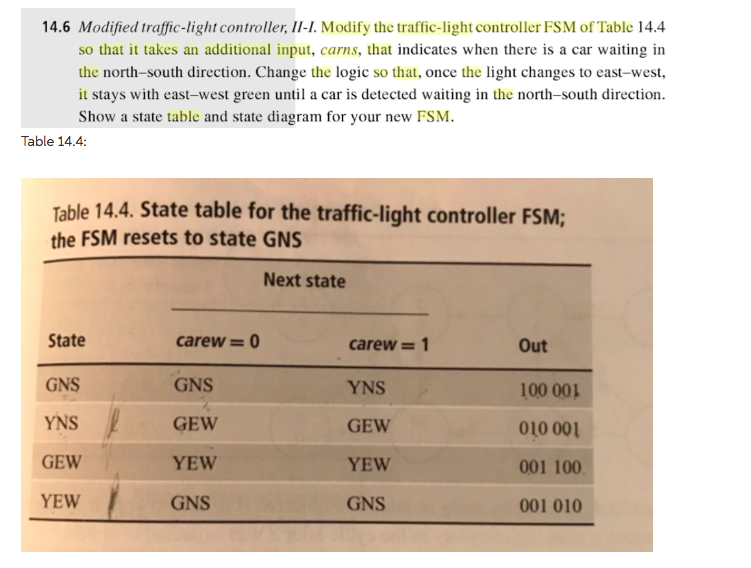 14.6 Modified traffic-light controller, II-I. Modify the traffic-light controller FSM of Table 14.4
so that it takes an additional input, carns, that indicates when there is a car waiting in
the north–south direction. Change the logic so that, once the light changes to east–west,
it stays with east–west green until a car is detected waiting in the north–south direction.
Show a state table and state diagram for your new FSM.
Table 14.4:
Table 14.4. State table for the traffic-light controller FSM;
the FSM resets to state GNS
Next state
State carew = 0 carew = 1 Out
GNS GNS YNS 100 001
YNS GEW GEW 010 001
GEW YEW YEW 001 100
YEW GNS GNS 001 010